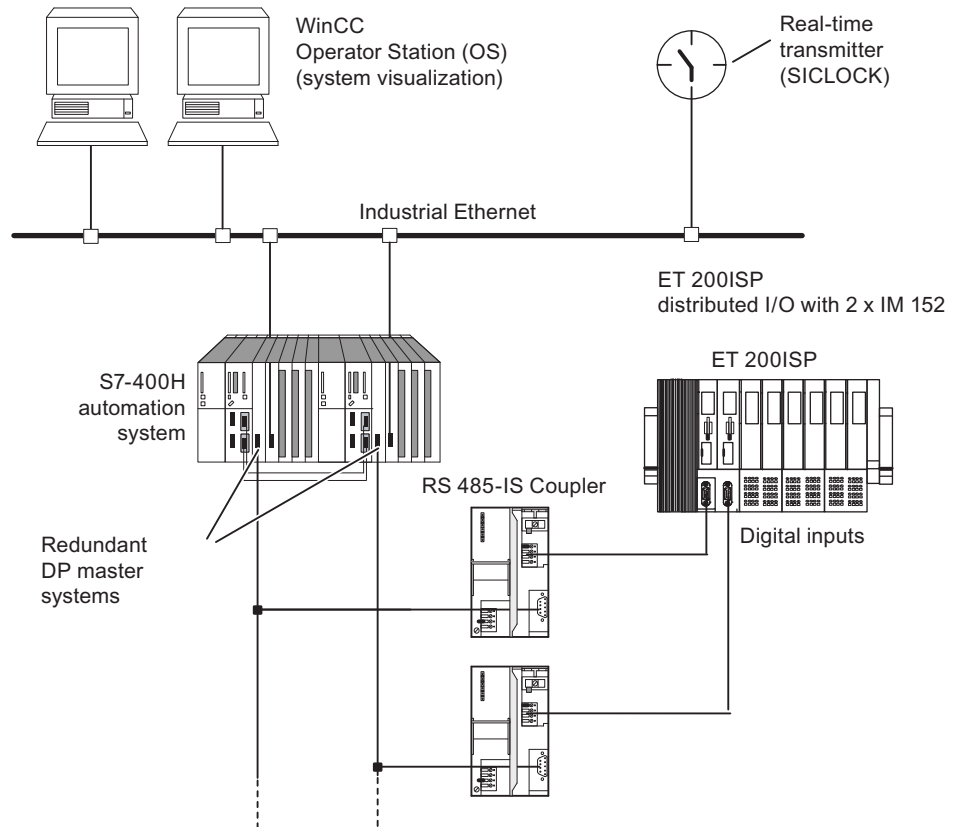 WinCC
Operator Station (OS)
(system visualization)
Real-time
transmitter
(SICLOCK)
Industrial Ethernet
ET 200ISP
distributed I/O with 2 x IM 152
ET 200ISP
S7-400H
automation
system
RS 485-IS Coupler
Digital inputs
Redundant
DP master
systems